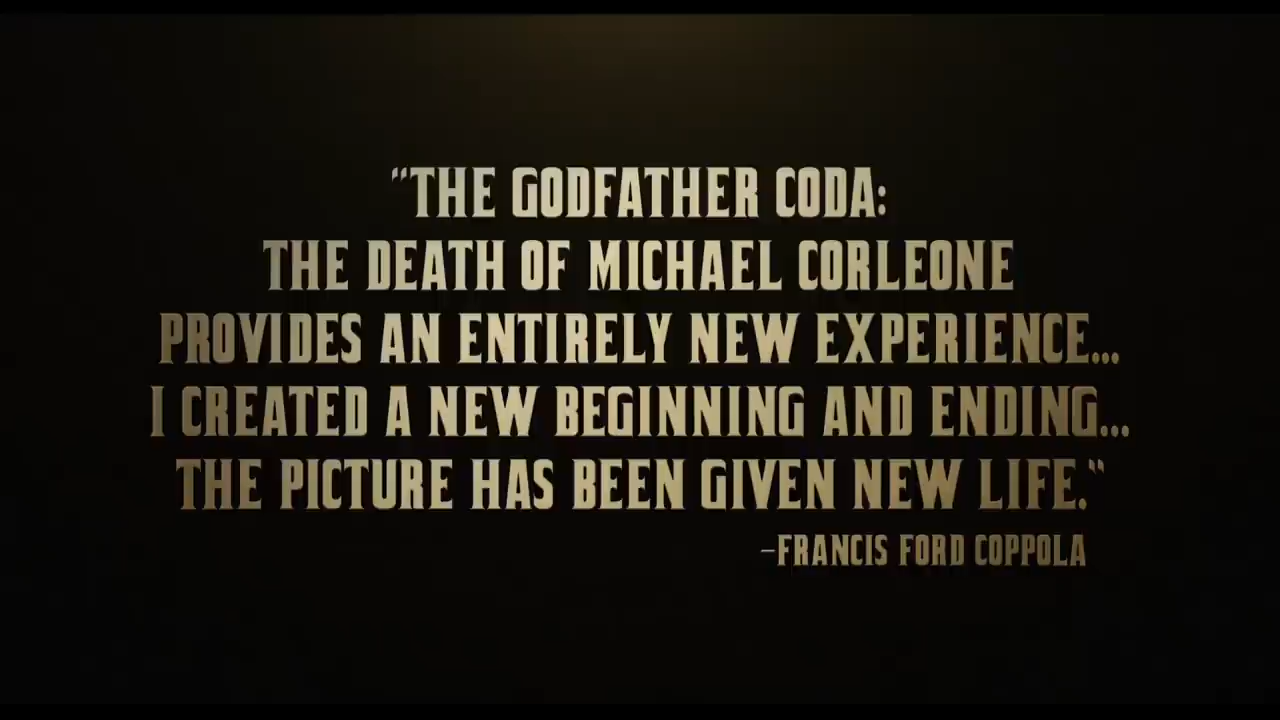 “THE GODFATHER CODA:
THE DEATH OF MICHAEL CORLEONE
PROVIDES AN ENTIRELY NEW EXPERIENCE...
I CREATED A NEW BEGINNING AND ENDING...
THE PICTURE HAS BEEN GIVEN NEW LIFE.“
–FRANCIS FORD COPPOLA